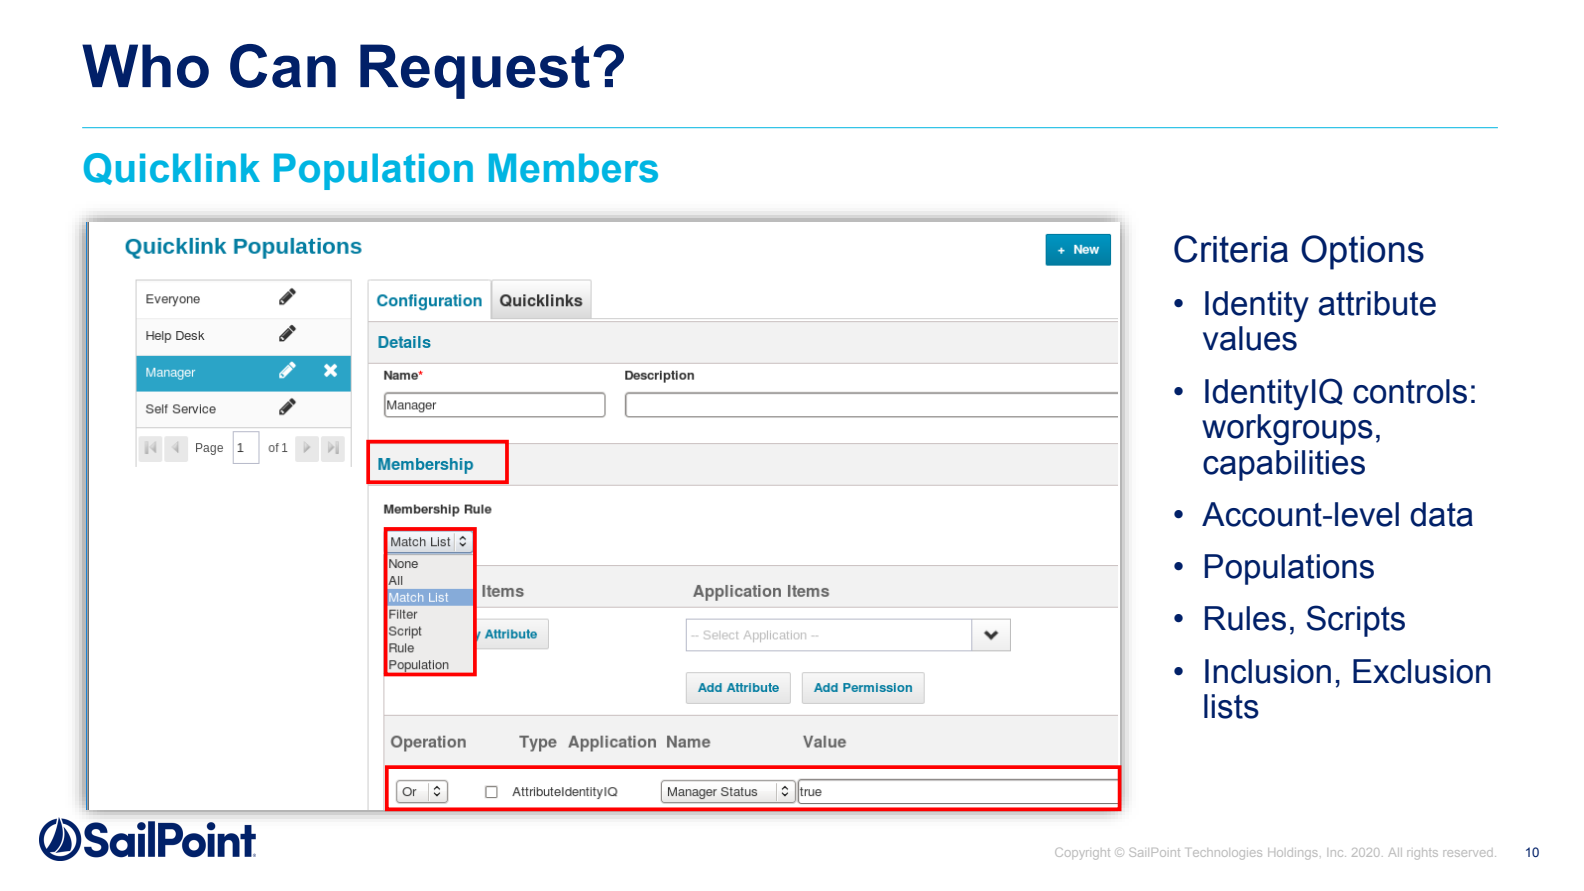 Who Can Request?
Quicklink Population Members
Quicklink Populations
+ New
Everyone
Help Desk
Manager
Self Service
Page 1 of 1
Configuration Quicklinks
Details
Name* Description
Manager
Membership
Membership Rule
Match List
None
All
Match List
Filter
Script
Rule
Population
Items Application Items
y Attribute -- Select Application --
Add Attribute Add Permission
Operation Type Application Name Value
Or AttributeIdentityIQ Manager Status true
Criteria Options
• Identity attribute
values
• IdentityIQ controls:
workgroups,
capabilities
• Account-level data
• Populations
• Rules, Scripts
• Inclusion, Exclusion
lists
SailPoint
Copyright © SailPoint Technologies Holdings, Inc. 2020. All rights reserved. 10